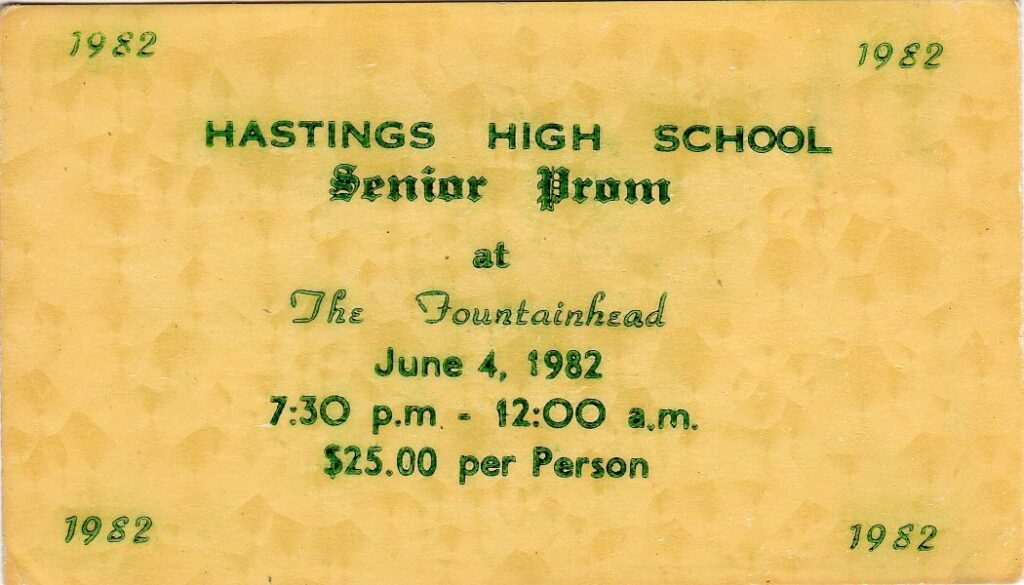 1982 1982
HASTINGS HIGH SCHOOL
Senior Prom
at
The Fountainhead
June 4, 1982
7:30 p.m - 12:00 a.m.
$25.00 per Person
1982 1982